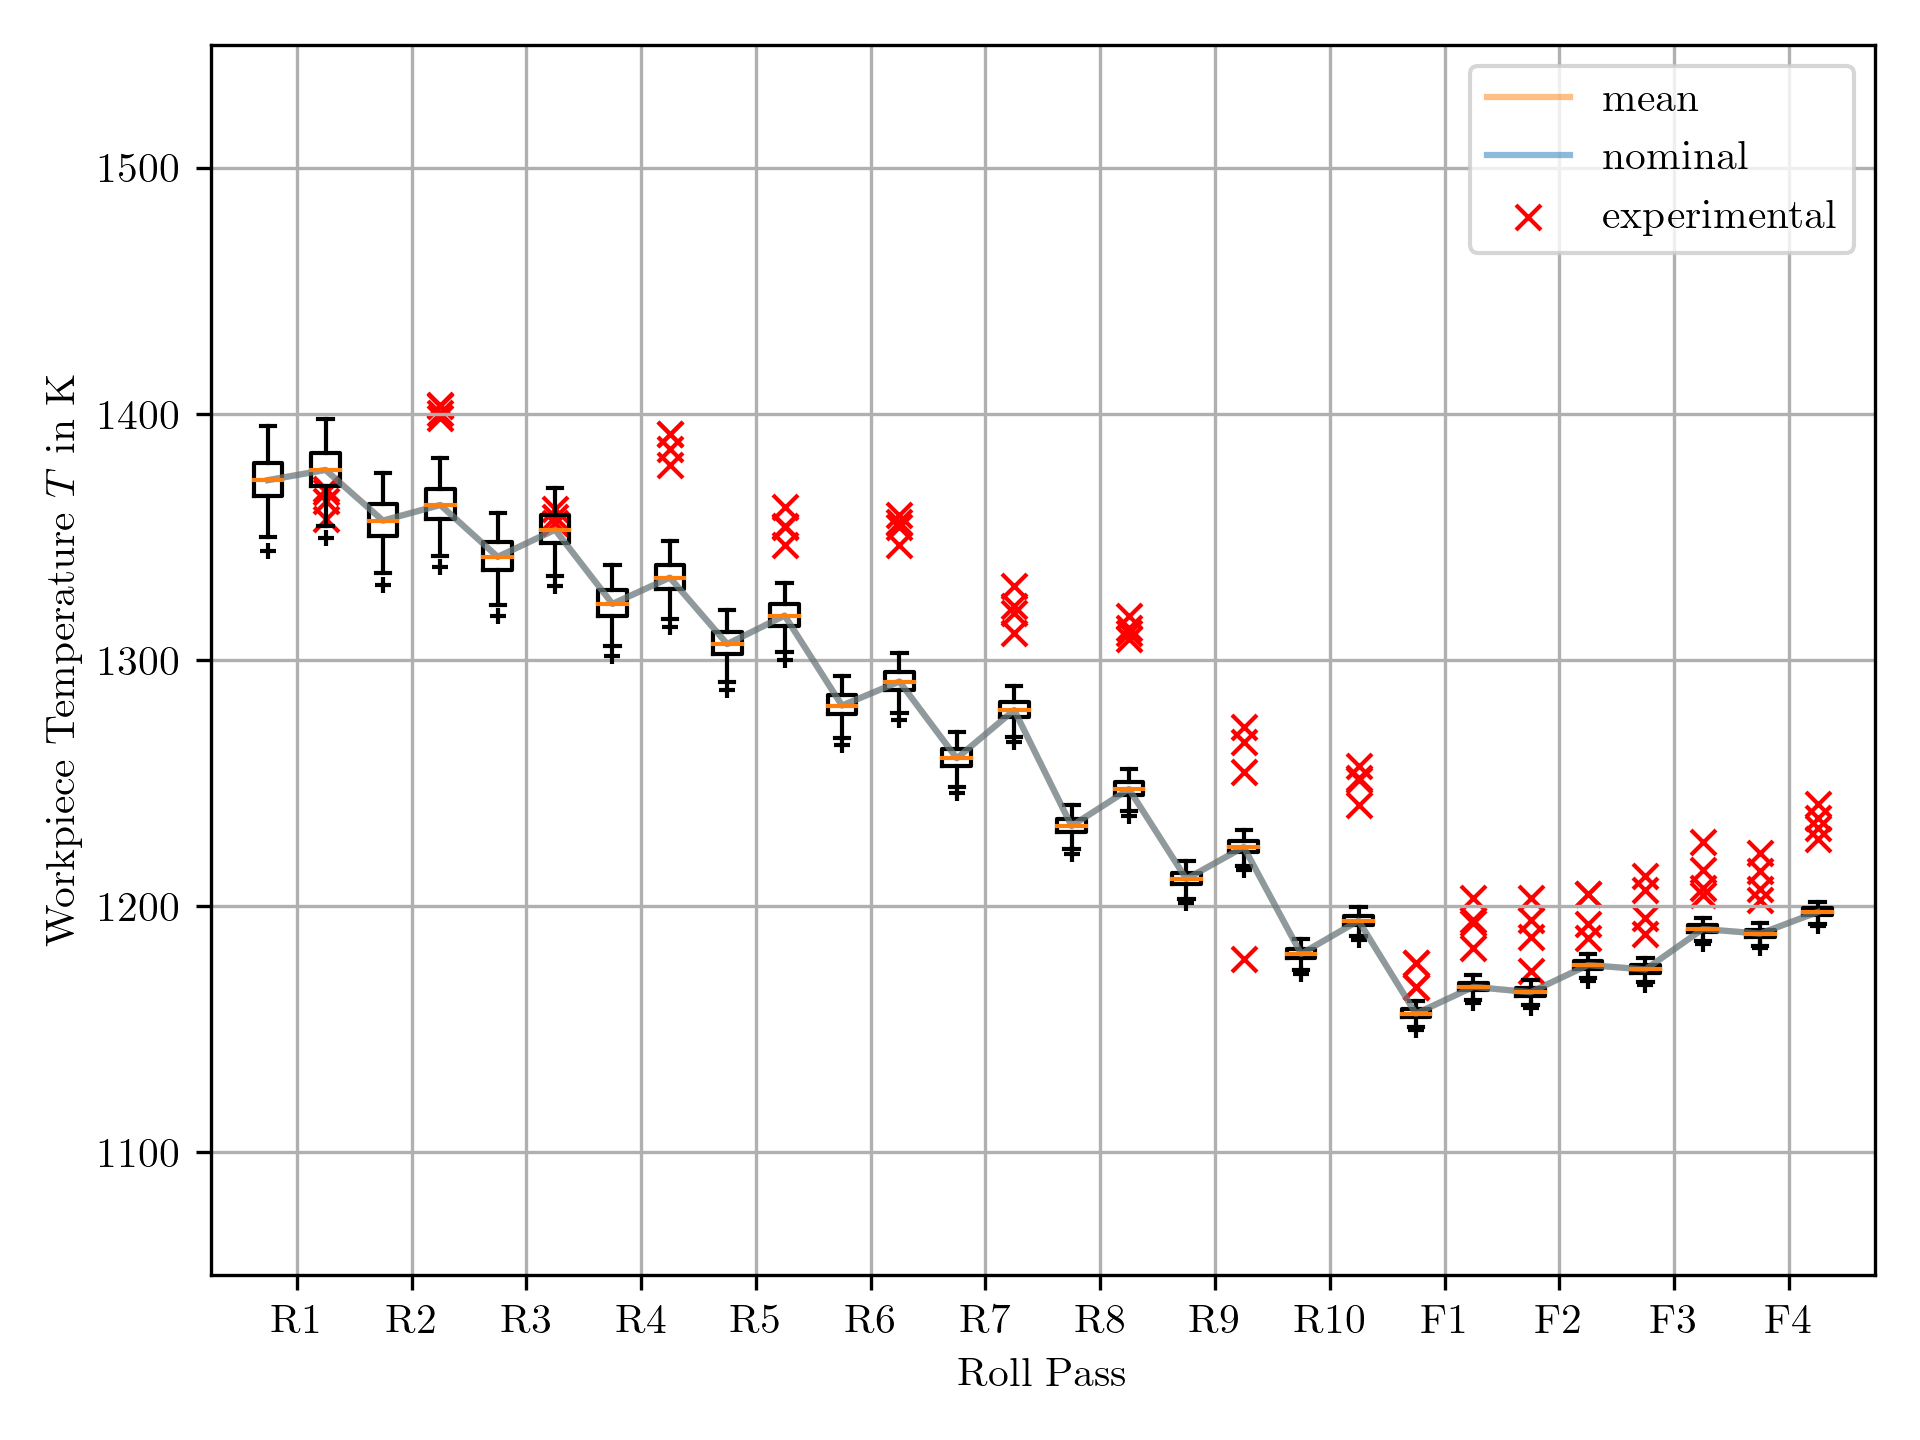 mean
nominal
experimental
1500
1400
1300
1200
1100
Workpiece Temperature T in K
R1 R2 R3 R4 R5 R6 R7 R8 R9 R10 F1 F2 F3 F4
Roll Pass